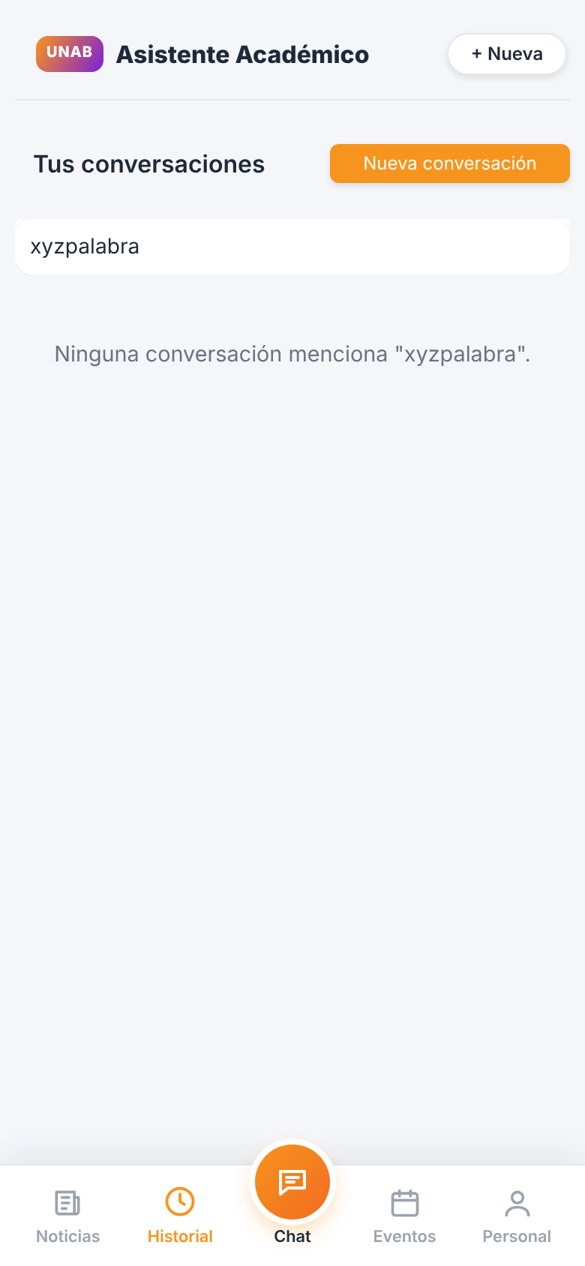 UNAB Asistente Académico + Nueva
Tus conversaciones Nueva conversación
xyzpalabra
Ninguna conversación menciona "xyzpalabra".
Noticias Historial Chat Eventos Personal